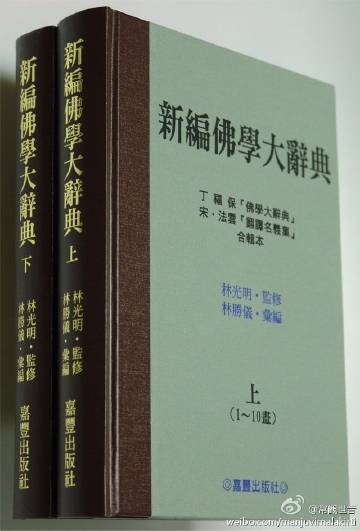 新編佛學大辭典 下
林光明·監修
林勝儀·彙編
嘉豐出版社
新編佛學大辭典 上
林光明·監修
林勝儀·彙編
嘉豐出版社
新編佛學大辭典
丁福保『佛學大辭典』
宋·法雲『翻譯名義集』
合輯本
林光明·監修
林勝儀·彙編
上
(1～10畫)
◎嘉豐出版社◎
weibo.com/manjuvimalakirti